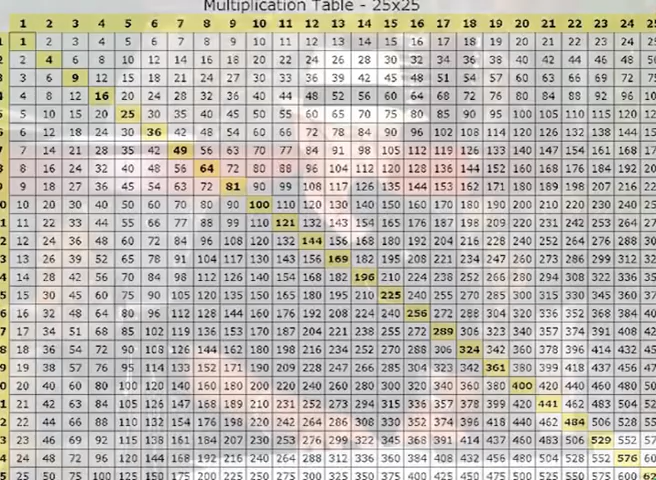 Multiplication Table - 25x25
1 2 3 4 5 6 7 8 9 10 11 12 13 14 15 16 17 18 19 20 21 22 23 24
1 2 3 4 5 6 7 8 9 10 11 12 13 14 15 16 17 18 19 20 21 22 23 24
2 4 6 8 10 12 14 16 18 20 22 24 26 28 30 32 34 36 38 40 42 44 46 48
3 6 9 12 15 18 21 24 27 30 33 36 39 42 45 48 51 54 57 60 63 66 69 72
4 8 12 16 20 24 28 32 36 40 44 48 52 56 60 64 68 72 76 80 84 88 92 96
5 10 15 20 25 30 35 40 45 50 55 60 65 70 75 80 85 90 95 100 105 110 115 120
6 12 18 24 30 36 42 48 54 60 66 72 78 84 90 96 102 108 114 120 126 132 138 144
7 14 21 28 35 42 49 56 63 70 77 84 91 98 105 112 119 126 133 140 147 154 161 168
8 16 24 32 40 48 56 64 72 80 88 96 104 112 120 128 136 144 152 160 168 176 184 192
9 18 27 36 45 54 63 72 81 90 99 108 117 126 135 144 153 162 171 180 189 198 207 216
10 20 30 40 50 60 70 80 90 100 110 120 130 140 150 160 170 180 190 200 210 220 230 240
11 22 33 44 55 66 77 88 99 110 121 132 143 154 165 176 187 198 209 220 231 242 253 264
12 24 36 48 60 72 84 96 108 120 132 144 156 168 180 192 204 216 228 240 252 264 276 288
13 26 39 52 65 78 91 104 117 130 143 156 169 182 195 208 221 234 247 260 273 286 299 312
14 28 42 56 70 84 98 112 126 140 154 168 182 196 210 224 238 252 266 280 294 308 322 336
15 30 45 60 75 90 105 120 135 150 165 180 195 210 225 240 255 270 285 300 315 330 345 360
16 32 48 64 80 96 112 128 144 160 176 192 208 224 240 256 272 288 304 320 336 352 368 384
17 34 51 68 85 102 119 136 153 170 187 204 221 238 255 272 289 306 323 340 357 374 391 408
18 36 54 72 90 108 126 144 162 180 198 216 234 252 270 288 306 324 342 360 378 396 414 432
19 38 57 76 95 114 133 152 171 190 209 228 247 266 285 304 323 342 361 380 399 418 437 456
20 40 60 80 100 120 140 160 180 200 220 240 260 280 300 320 340 360 380 400 420 440 460 480
21 42 63 84 105 126 147 168 189 210 231 252 273 294 315 336 357 378 399 420 441 462 483 504
22 44 66 88 110 132 154 176 198 220 242 264 286 308 330 352 374 396 418 440 462 484 506 528
23 46 69 92 115 138 161 184 207 230 253 276 299 322 345 368 391 414 437 460 483 506 529 552
24 48 72 96 120 144 168 192 216 240 264 288 312 336 360 384 408 432 456 480 504 528 552 576
25 50 75 100 125 150 175 200 225 250 275 300 325 350 375 400 425 450 475 500 525 550 575 600